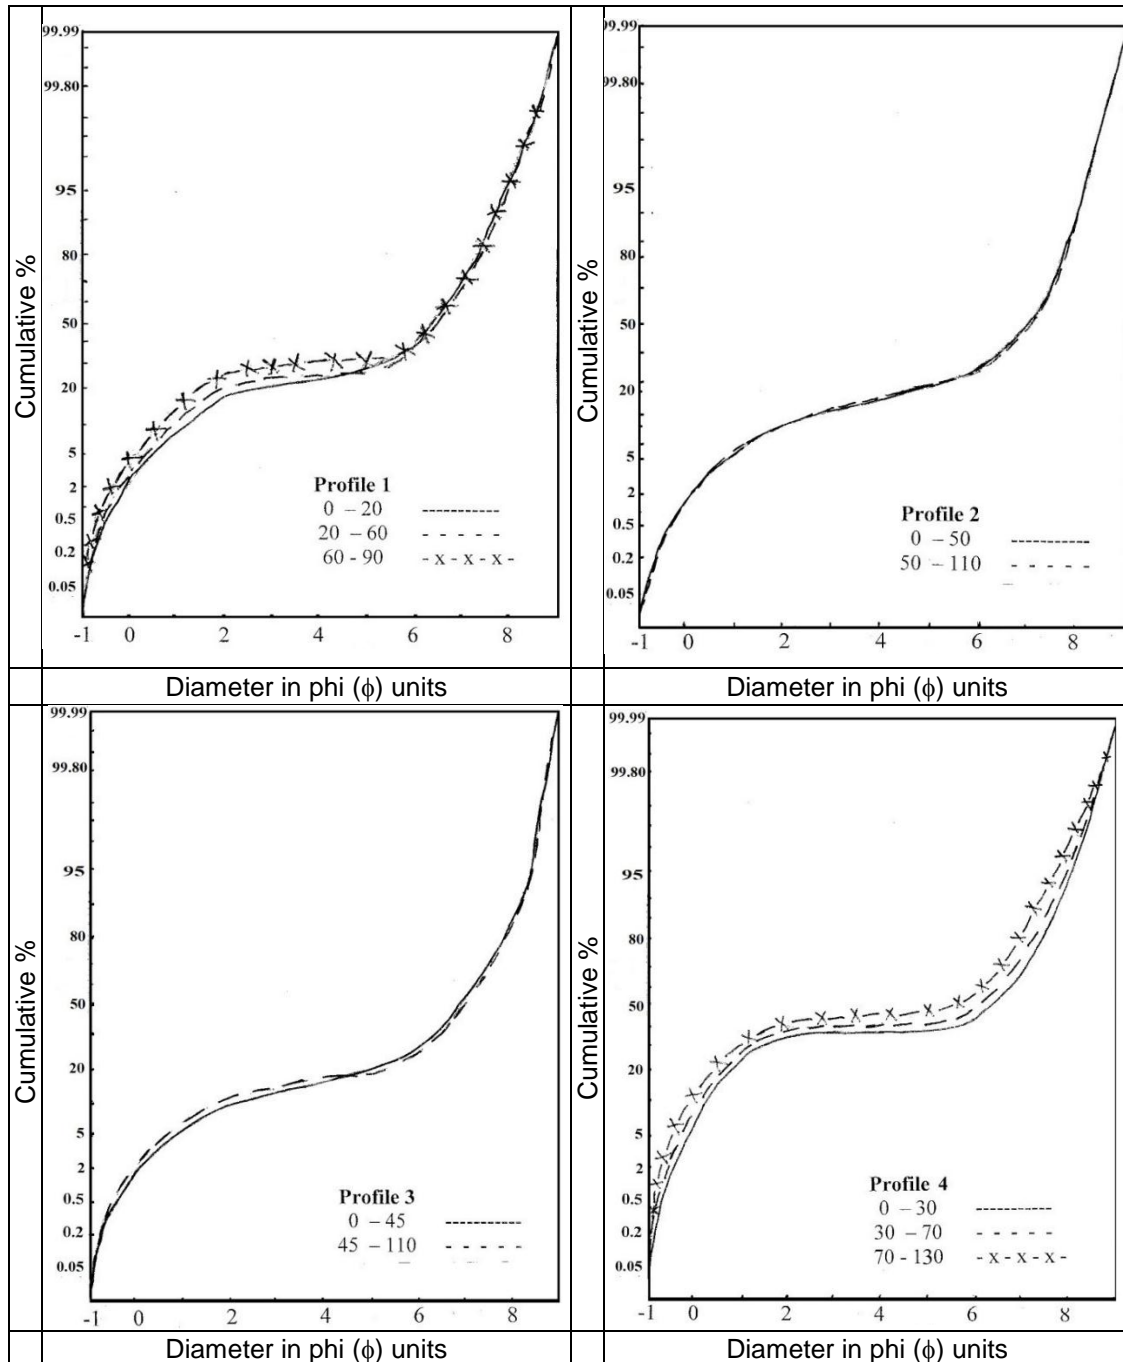 Cumulative %
99.99
99.80
95
80
50
20
5
2
0.5
0.2
0.05
-1 0 2 4 6 8
Profile 1
0 – 20
20 – 60
60 - 90 - x - x - x -
Diameter in phi (ϕ) units
Cumulative %
99.99
99.80
95
80
50
20
5
2
0.5
0.2
0.05
-1 0 2 4 6 8
Profile 2
0 – 50
50 – 110
Diameter in phi (ϕ) units
Cumulative %
99.99
99.80
95
80
50
20
5
2
0.5
0.2
0.05
-1 0 2 4 6 8
Profile 3
0 – 45
45 – 110
Diameter in phi (ϕ) units
Cumulative %
99.99
99.80
95
80
50
20
5
2
0.5
0.2
0.05
-1 0 2 4 6 8
Profile 4
0 – 30
30 – 70
70 - 130 - x - x - x -
Diameter in phi (ϕ) units